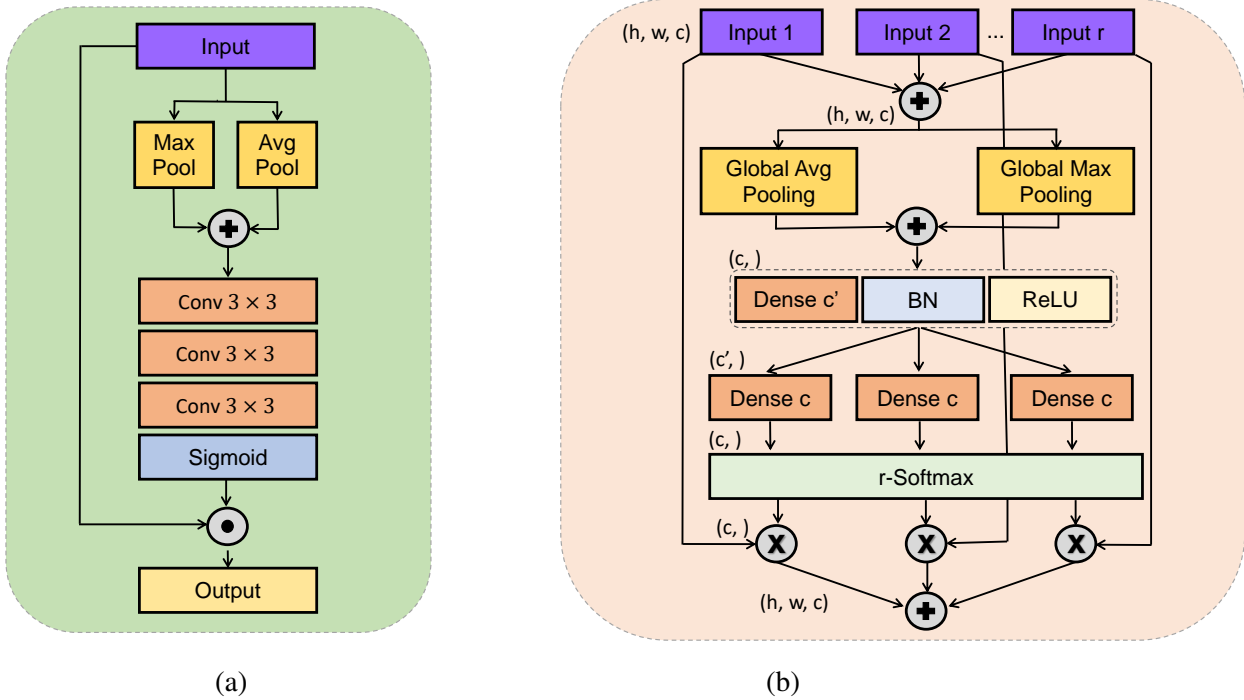 Input
Max
Pool
Avg
Pool
Conv 3 × 3
Conv 3 × 3
Conv 3 × 3
Sigmoid
Output
(a)
(h, w, c)
Input 1
Input 2
...
Input r
(h, w, c)
Global Avg
Pooling
Global Max
Pooling
(c, )
Dense c'
BN
ReLU
(c', )
Dense c
Dense c
Dense c
(c, )
r-Softmax
(c, )
X
X
X
(h, w, c)
(b)